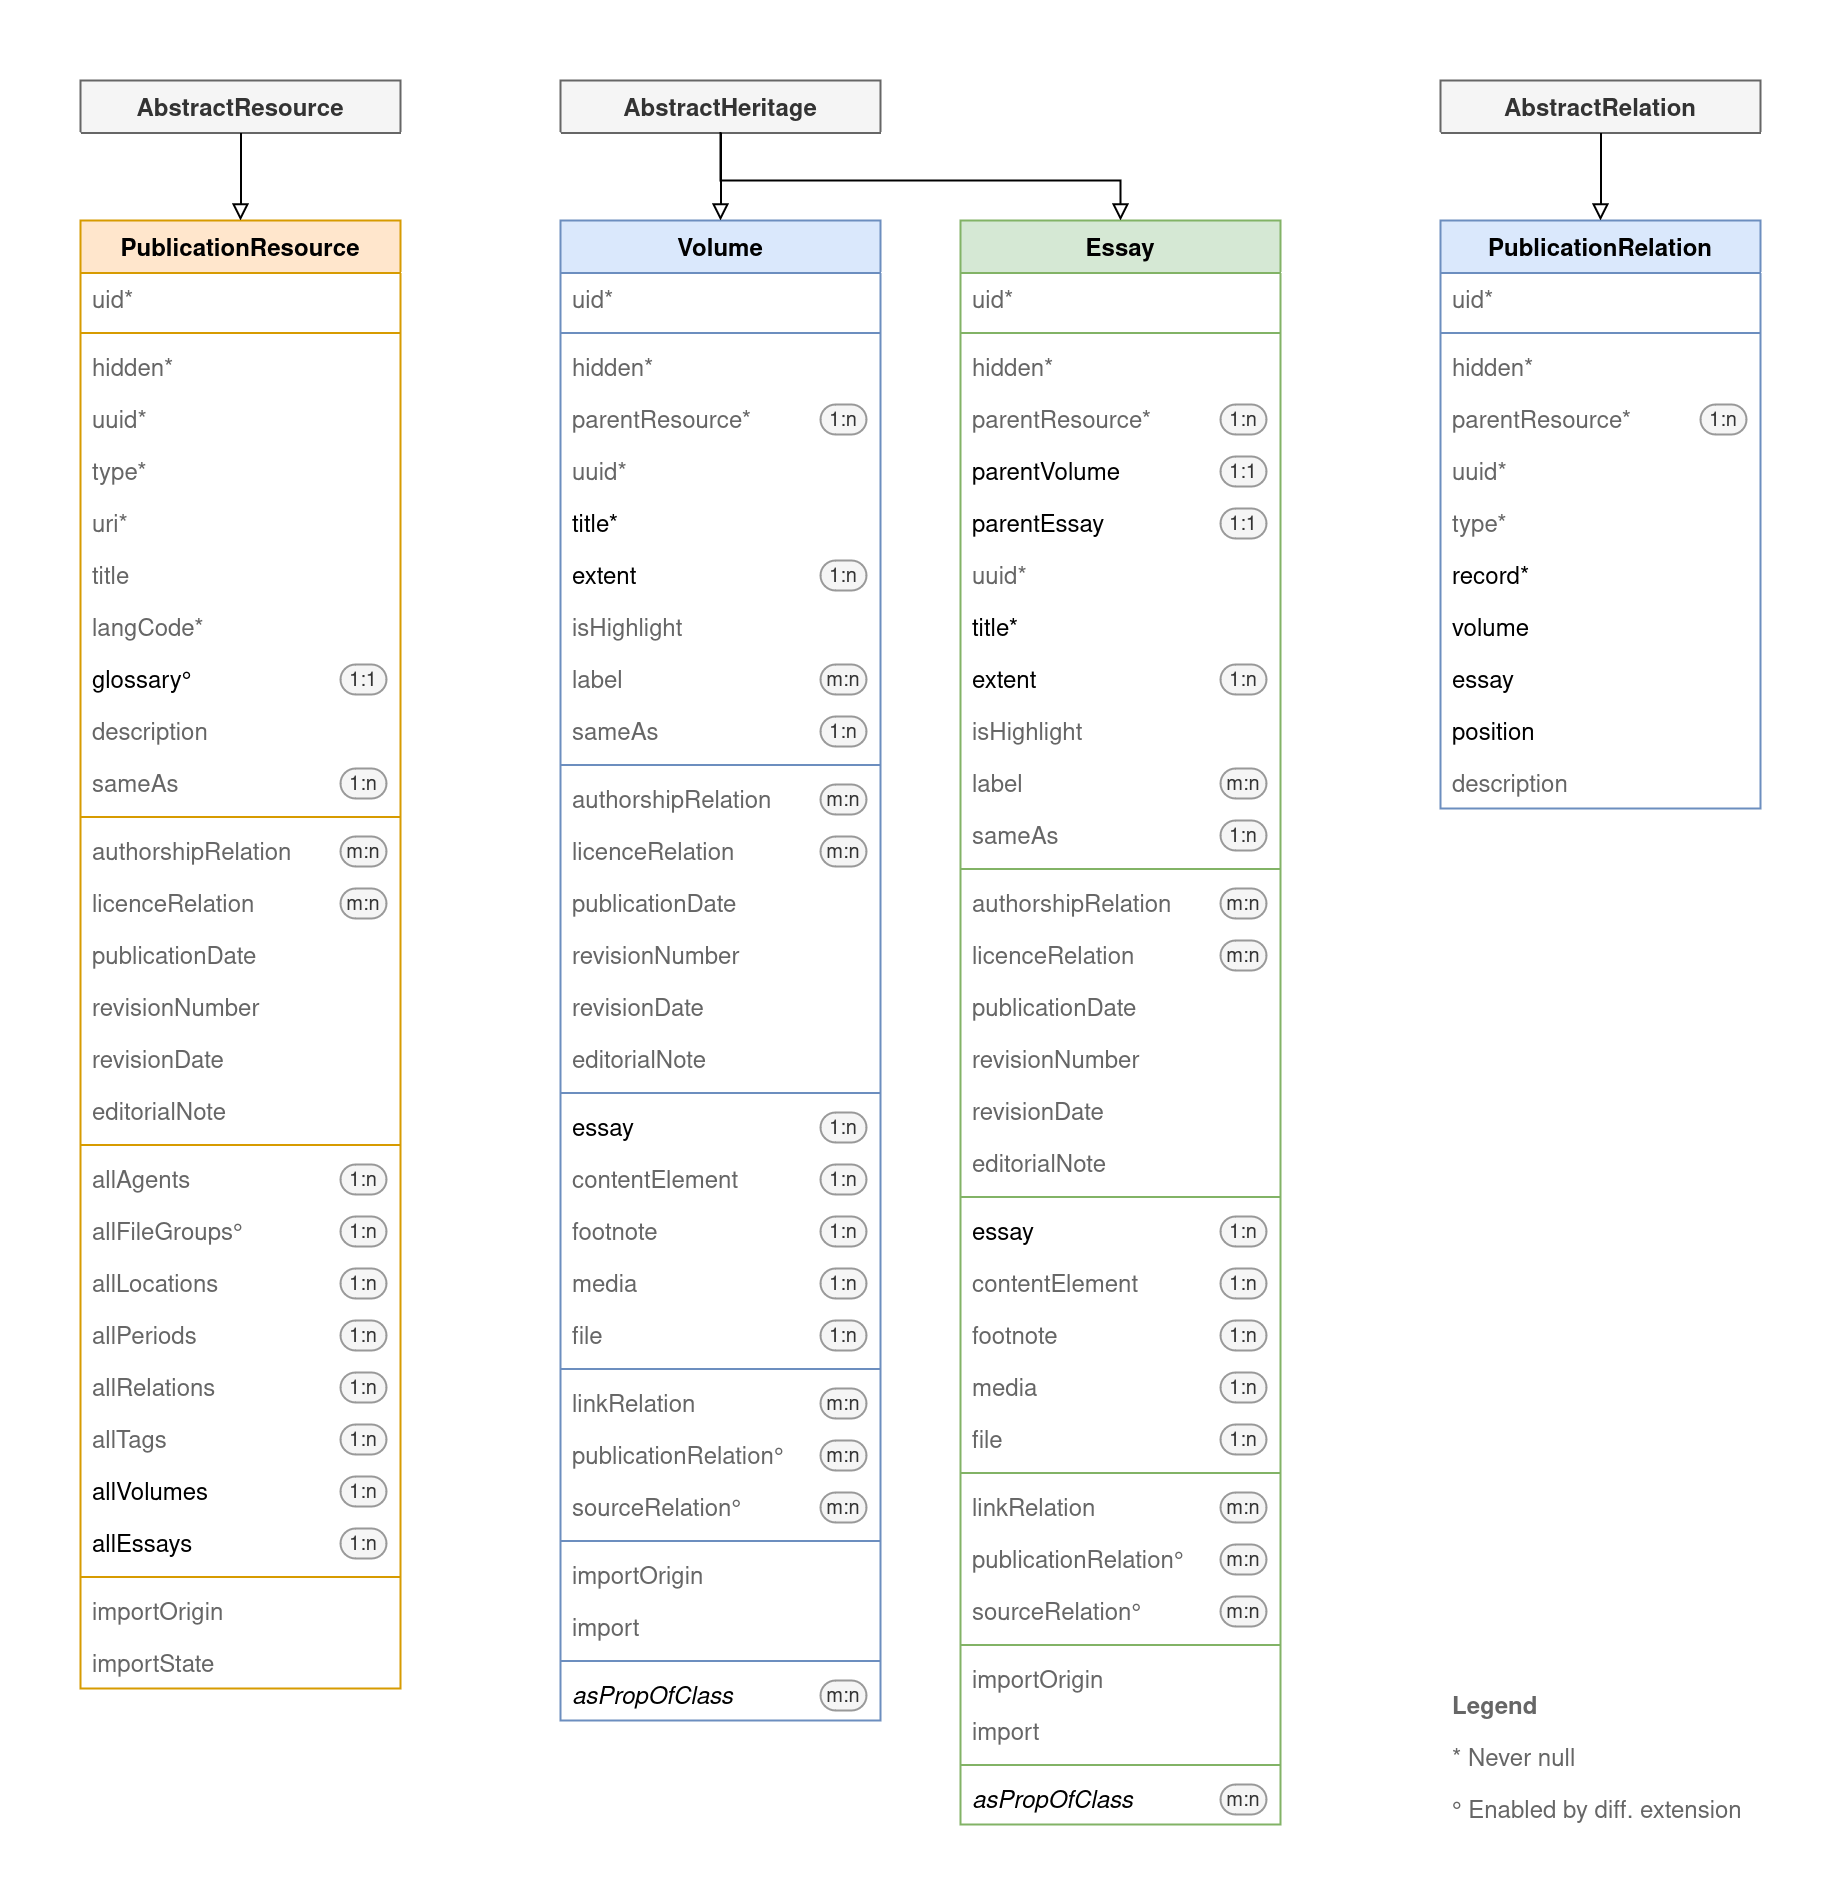 AbstractResource
PublicationResource
uid*
hidden*
uuid*
type*
uri*
title
langCode*
glossary° 1:1
description
sameAs 1:n
authorshipRelation m:n
licenceRelation m:n
publicationDate
revisionNumber
revisionDate
editorialNote
allAgents 1:n
allFileGroups° 1:n
allLocations 1:n
allPeriods 1:n
allRelations 1:n
allTags 1:n
allVolumes 1:n
allEssays 1:n
importOrigin
importState
AbstractHeritage
Volume
uid*
hidden*
parentResource* 1:n
uuid*
title*
extent 1:n
isHighlight
label m:n
sameAs 1:n
authorshipRelation m:n
licenceRelation m:n
publicationDate
revisionNumber
revisionDate
editorialNote
essay 1:n
contentElement 1:n
footnote 1:n
media 1:n
file 1:n
linkRelation m:n
publicationRelation° m:n
sourceRelation° m:n
importOrigin
import
asPropOfClass m:n
Essay
uid*
hidden*
parentResource* 1:n
parentVolume 1:1
parentEssay 1:1
uuid*
title*
extent 1:n
isHighlight
label m:n
sameAs 1:n
authorshipRelation m:n
licenceRelation m:n
publicationDate
revisionNumber
revisionDate
editorialNote
essay 1:n
contentElement 1:n
footnote 1:n
media 1:n
file 1:n
linkRelation m:n
publicationRelation° m:n
sourceRelation° m:n
importOrigin
import
asPropOfClass m:n
AbstractRelation
PublicationRelation
uid*
hidden*
parentResource* 1:n
uuid*
type*
record*
volume
essay
position
description
Legend
* Never null
° Enabled by diff. extension